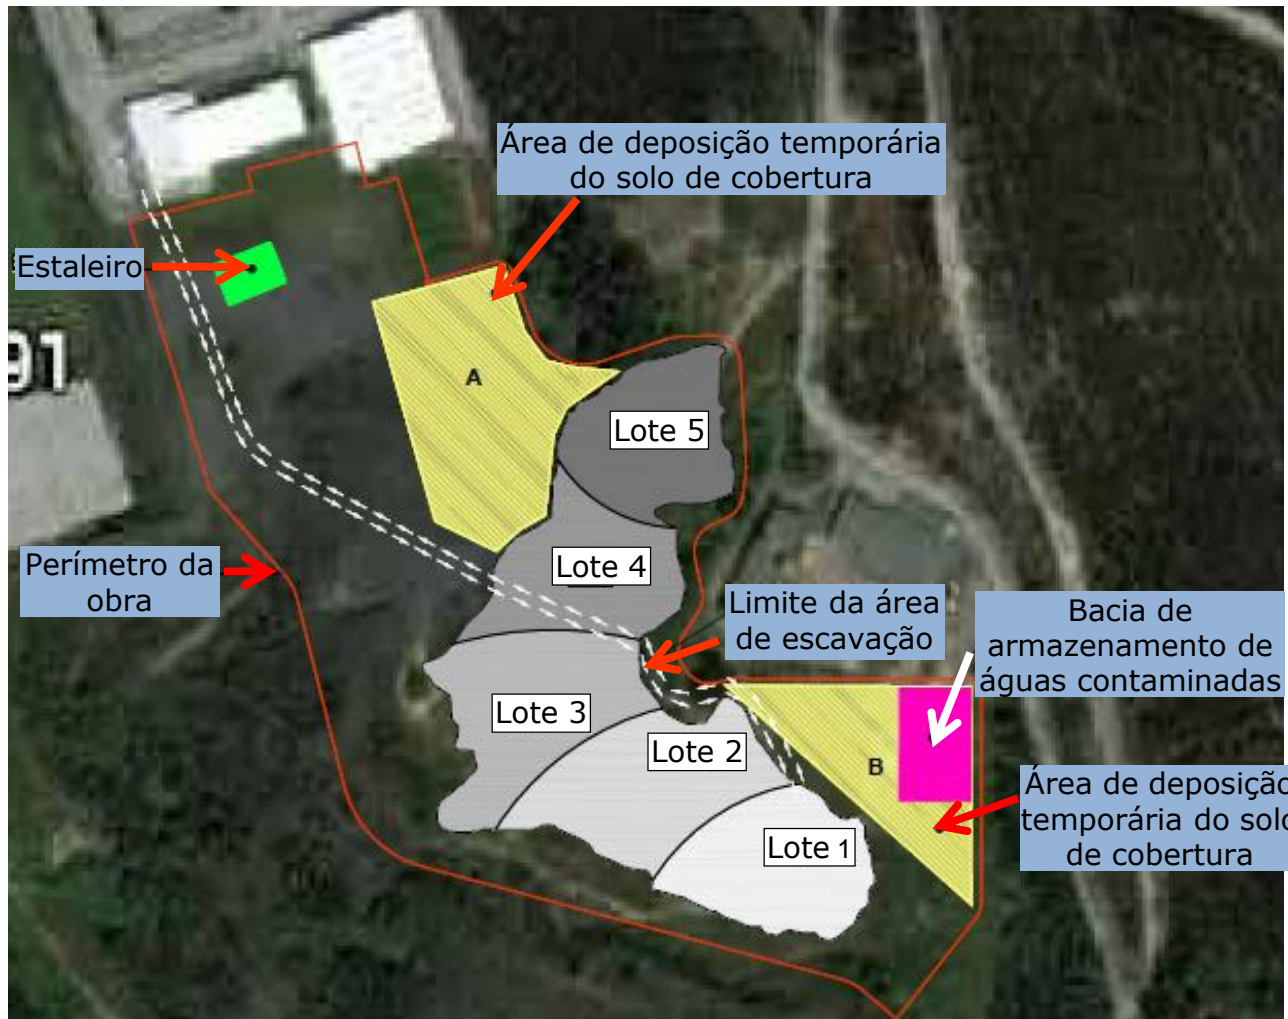 Área de deposição temporária
do solo de cobertura
Estaleiro
91
A
Lote 5
Lote 4
Perímetro da
obra
Limite da área
de escavação
Bacia de
armazenamento de
águas contaminadas
Lote 3
Lote 2
B
Área de deposição
temporária do solo
de cobertura
Lote 1